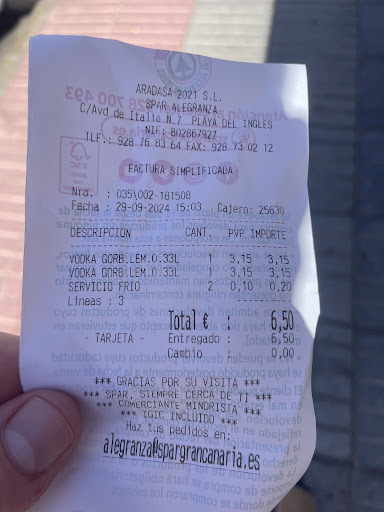 ARADASA 2021 S.L.
SPAR ALEGRANZA
C/Avd de Italia N.7 PLAYA DEL INGLES
NIF: B02867927
TLF.: 928 76 83 64 FAX: 928 73 02 12
FACTURA SIMPLIFICADA
Nro. : 035\002-181508
Fecha : 29-09-2024 15:03 Cajero: 25630
DESCRIPCION CANT. PVP IMPORTE
VODKA GORB.LEM.0.33L 1 3,15 3,15
VODKA GORB.LEM.0.33L 1 3,15 3,15
SERVICIO FRIO 2 0,10 0,20
Lineas : 3
Total € : 6,50
- TARJETA - Entregado : 6,50
Cambio : 0,00
*** GRACIAS POR SU VISITA ***
*** SPAR, SIEMPRE CERCA DE TI ***
*** COMERCIANTE MINORISTA ***
*** IGIC INCLUIDO ***
Haz tus pedidos en:
alegranza@spargrancanaria.es